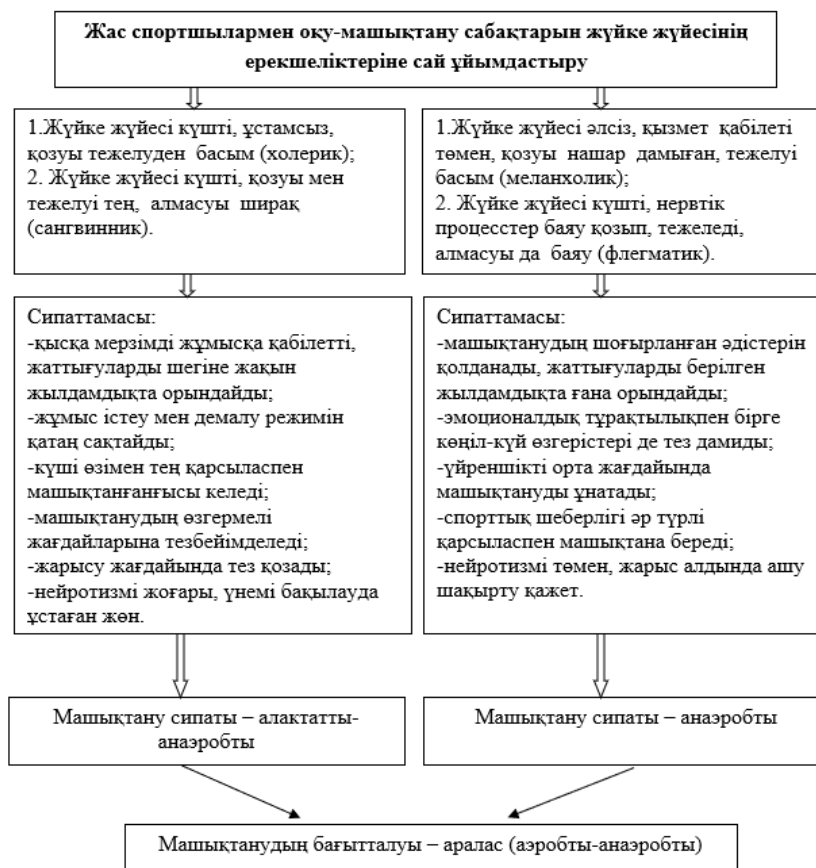 Жас спортшылармен оқу-машықтану сабақтарын жүйке жүйесінің
ерекшеліктеріне сай ұйымдастыру
1.Жүйке жүйесі күшті, ұстамсыз,
қозуы тежелуден басым (холерик);
2. Жүйке жүйесі күшті, қозуы мен
тежелуі тең, алмасуы ширақ
(сангвинник).
1.Жүйке жүйесі әлсіз, қызмет қабілеті
төмен, қозуы нашар дамыған, тежелуі
басым (меланхолик);
2. Жүйке жүйесі күшті, нервтік
процесстер баяу қозып, тежеледі,
алмасуы да баяу (флегматик).
Сипаттамасы:
-қысқа мерзімді жұмысқа қабілетті,
жаттығуларды шегіне жақын
жылдамдықта орындайды;
-жұмыс істеу мен демалу режимін
қатаң сақтайды;
-күші өзімен тең қарсыласпен
машықтанғанғысы келеді;
-машықтанудың өзгермелі
жағдайларына тезбейімделеді;
-жарысу жағдайында тез қозады;
-нейротизмі жоғары, үнемі бақылауда
ұстаған жөн.
Сипаттамасы:
-машықтанудың шоғырланған әдістерін
қолданады, жаттығуларды берілген
жылдамдықта ғана орындайды;
-эмоционалдық тұрақтылықпен бірге
көңіл-күй өзгерістері де тез дамиды;
-үйреншікті орта жағдайында
машықтануды ұнатады;
-спорттық шеберлігі әр түрлі
қарсыласпен машықтана береді;
-нейротизмі төмен, жарыс алдында ашу
шақырту қажет.
Машықтану сипаты – алактатты-
анаэробты
Машықтану сипаты – анаэробты
Машықтанудың бағытталуы – аралас (аэробты-анаэробты)